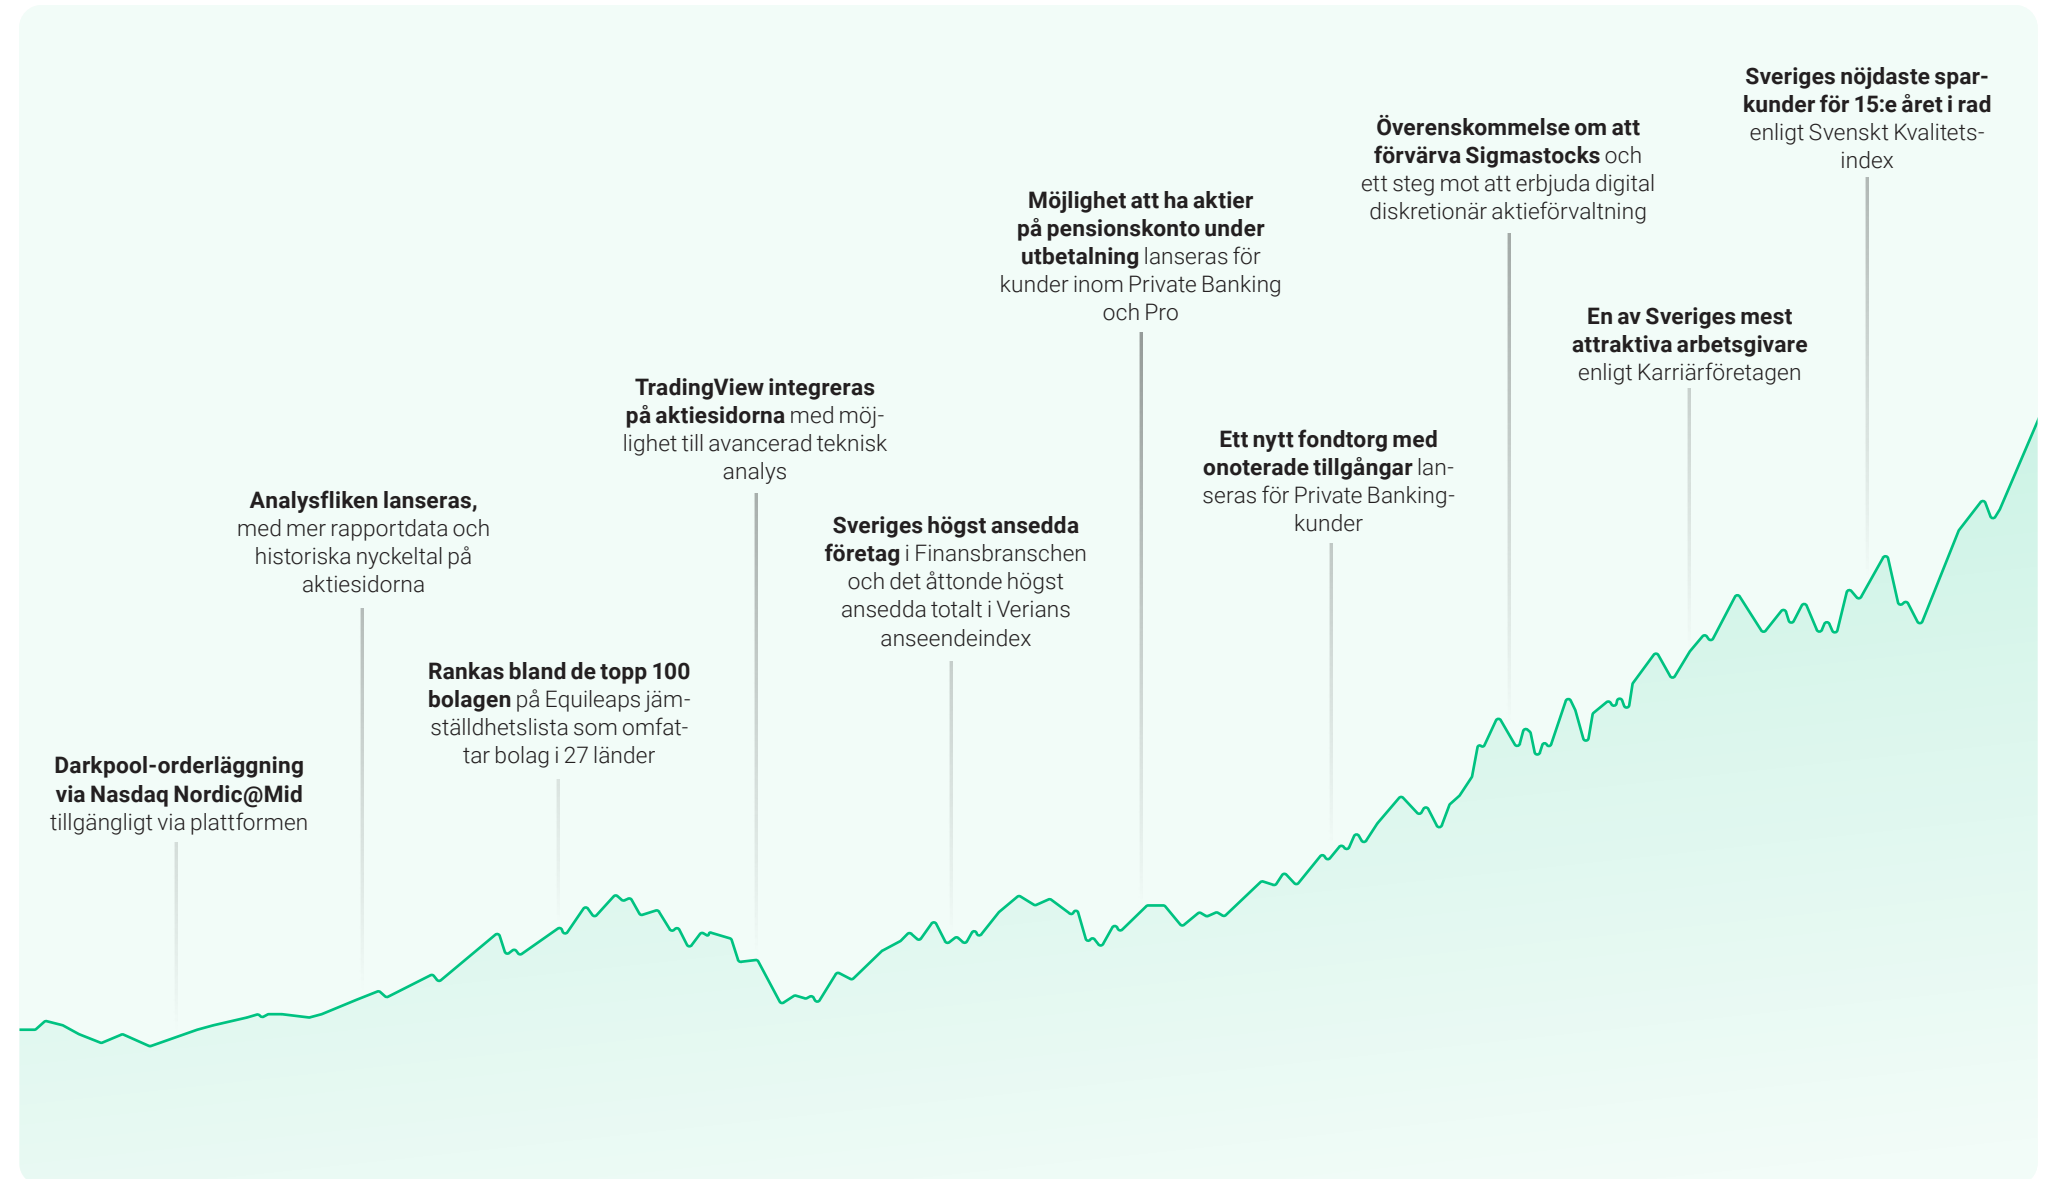 Darkpool-orderläggning
via Nasdaq Nordic@Mid
tillgängligt via plattformen
Analysfliken lanseras,
med mer rapportdata och
historiska nyckeltal på
aktiesidorna
Rankas bland de topp 100
bolagen på Equileaps jäm-
ställdhetslista som omfat-
tar bolag i 27 länder
TradingView integreras
på aktiesidorna med möj-
lighet till avancerad teknisk
analys
Sveriges högst ansedda
företag i Finansbranschen
och det åttonde högst
ansedda totalt i Verians
anseendeindex
Möjlighet att ha aktier
på pensionskonto under
utbetalning lanseras för
kunder inom Private Banking
och Pro
Ett nytt fondtorg med
onoterade tillgångar lan-
seras för Private Banking-
kunder
Överenskommelse om att
förvärva Sigmastocks och
ett steg mot att erbjuda digital
diskretionär aktieförvaltning
En av Sveriges mest
attraktiva arbetsgivare
enligt Karriärföretagen
Sveriges nöjdaste spar-
kunder för 15:e året i rad
enligt Svenskt Kvalitets-
index